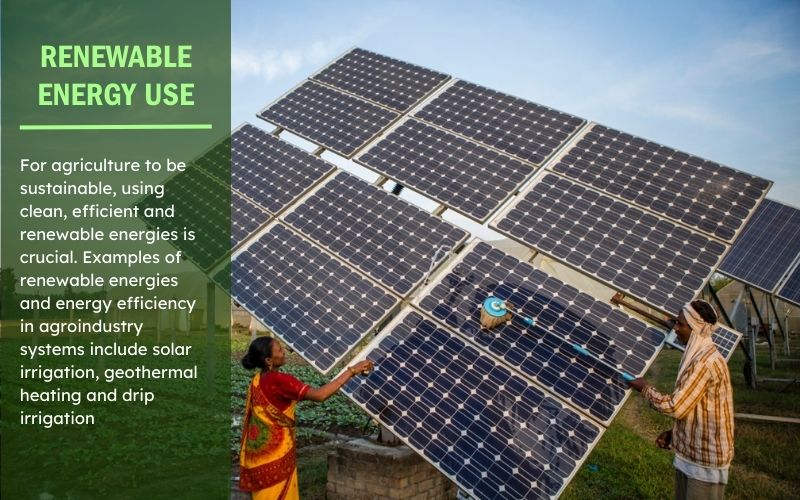 RENEWABLE
ENERGY USE
For agriculture to be
sustainable, using
clean, efficient and
renewable energies is
crucial. Examples of
renewable energies
and energy efficiency
in agroindustry
systems include solar
irrigation, geothermal
heating and drip
irrigation